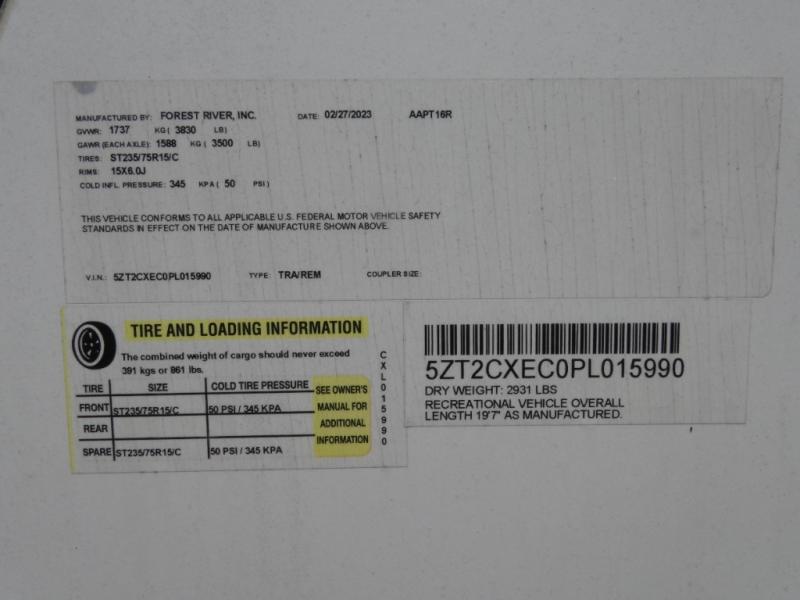 MANUFACTURED BY: FOREST RIVER, INC. DATE: 02/27/2023 AAPT16R
GVWR: 1737 KG ( 3830 LB)
GAWR (EACH AXLE): 1588 KG ( 3500 LB)
TIRES: ST235/75R15/C
RIMS: 15X6.0J
COLD INFL. PRESSURE: 345 KPA ( 50 PSI )
THIS VEHICLE CONFORMS TO ALL APPLICABLE U.S. FEDERAL MOTOR VEHICLE SAFETY
STANDARDS IN EFFECT ON THE DATE OF MANUFACTURE SHOWN ABOVE.
V.I.N.: 5ZT2CXEC0PL015990 TYPE: TRA/REM COUPLER SIZE:
TIRE AND LOADING INFORMATION
The combined weight of cargo should never exceed
391 kgs or 861 lbs.
TIRE SIZE COLD TIRE PRESSURE
FRONT ST235/75R15/C 50 PSI / 345 KPA
REAR
SPARE ST235/75R15/C 50 PSI / 345 KPA
SEE OWNER'S
MANUAL FOR
ADDITIONAL
INFORMATION
CXL015990
5ZT2CXEC0PL015990
DRY WEIGHT: 2931 LBS
RECREATIONAL VEHICLE OVERALL
LENGTH 19'7" AS MANUFACTURED.